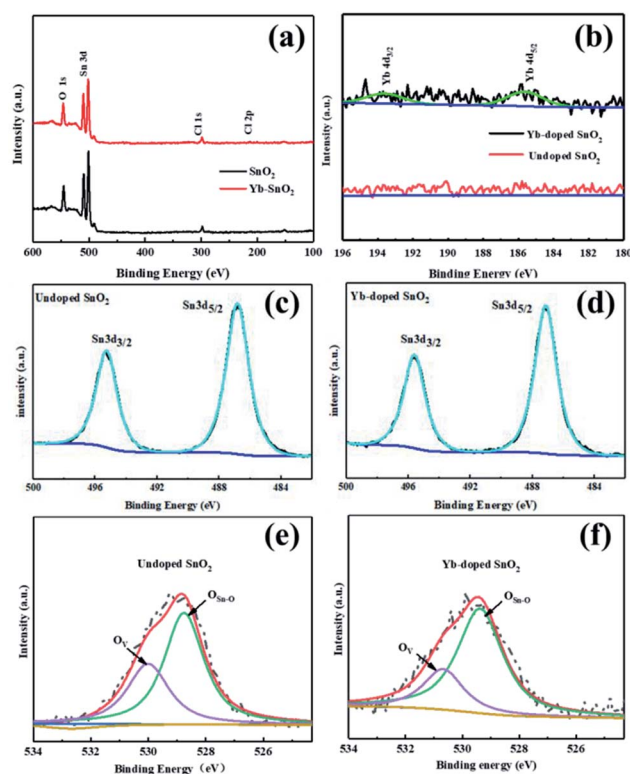 (a)
O 1s
Sn 3d
Cl 1s
Cl 2p
SnO2
Yb-SnO2
Intensity (a.u.)
600 500 400 300 200 100
Binding Energy (eV)
(b)
Yb 4d3/2
Yb 4d5/2
Yb-doped SnO2
Undoped SnO2
Intensity (a.u.)
196 194 192 190 188 186 184 182 180
Binding Energy (eV)
(c)
Undoped SnO2
Sn3d5/2
Sn3d3/2
intensity (a.u.)
500 496 492 488 484
Binding Energy (eV)
(d)
Yb-doped SnO2
Sn3d5/2
Sn3d3/2
intensity (a.u.)
500 496 492 488 484
Binding Energy (eV)
(e)
Undoped SnO2
OSn-O
OV
Intensity (a.u.)
534 532 530 528 526
Binding Energy (eV)
(f)
Yb-doped SnO2
OSn-O
OV
Intensity (a.u.)
534 532 530 528 526
Binding Energy (eV)